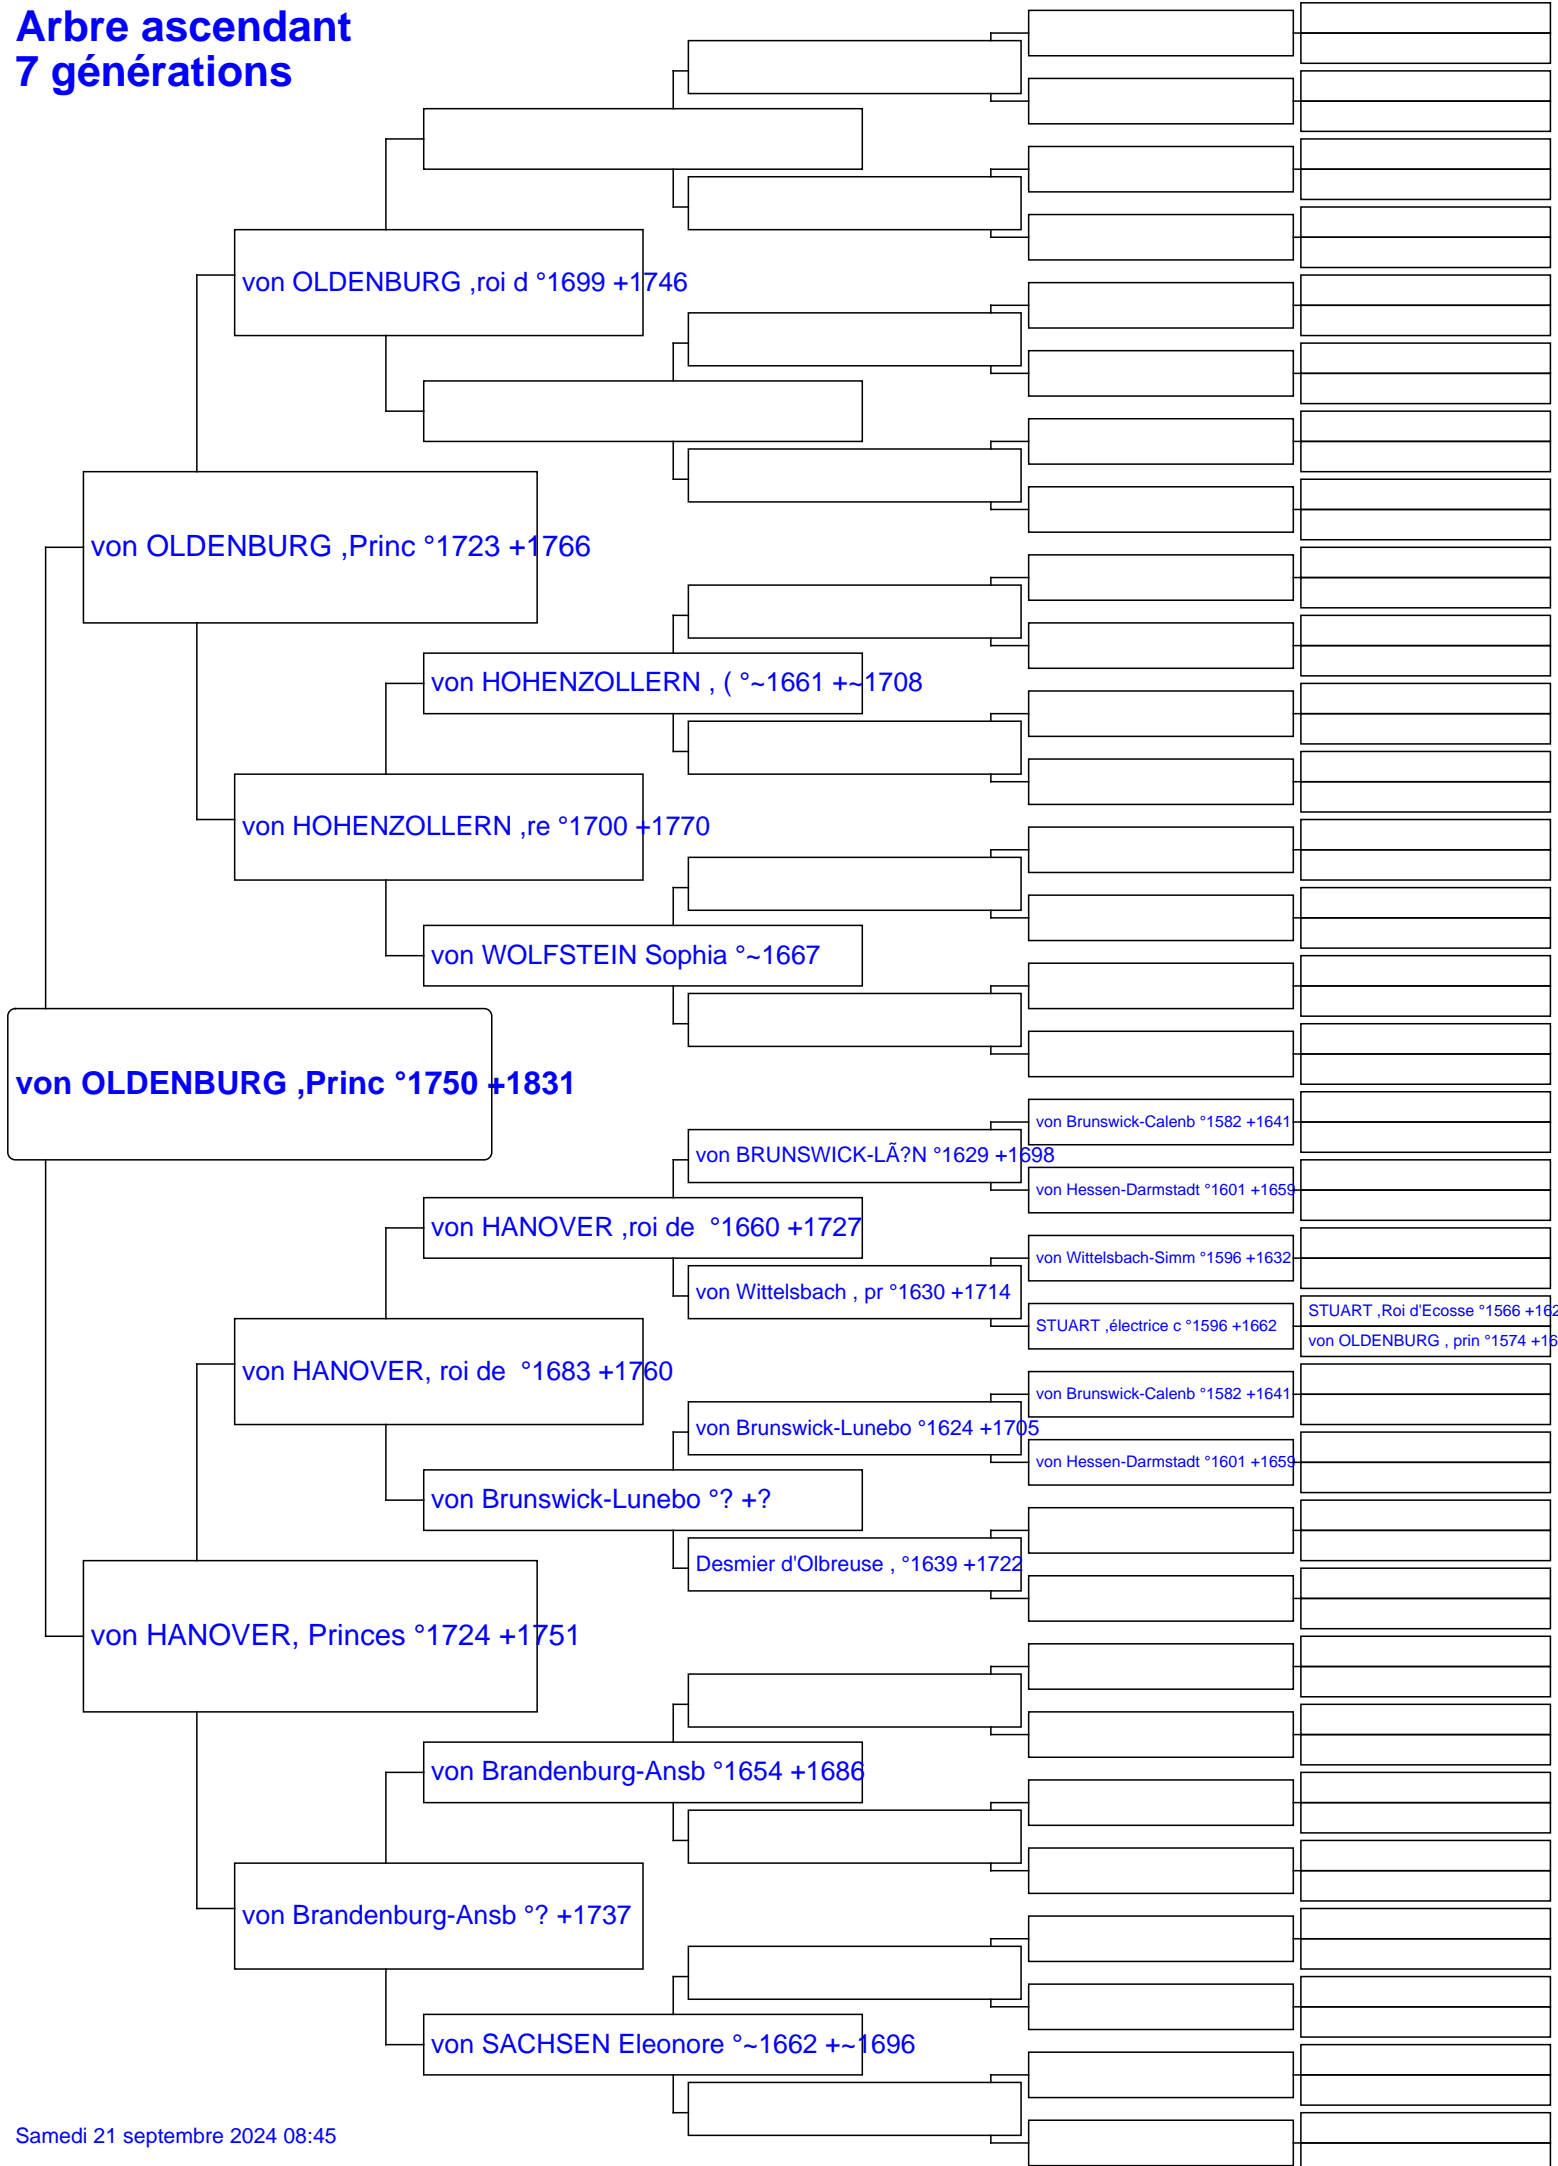 Arbre ascendant
7 générations
von OLDENBURG ,roi d °1699 +1746
von OLDENBURG ,Princ °1723 +1766
von HOHENZOLLERN , ( °~1661 +~1708
von HOHENZOLLERN ,re °1700 +1770
von WOLFSTEIN Sophia °~1667
von OLDENBURG ,Princ °1750 +1831
von Brunswick-Calenb °1582 +1641
von BRUNSWICK-LÃ?N °1629 +1698
von Hessen-Darmstadt °1601 +1659
von HANOVER ,roi de  °1660 +1727
von Wittelsbach-Simm °1596 +1632
von Wittelsbach , pr °1630 +1714
STUART ,Roi d'Ecosse °1566 +162
STUART ,électrice c °1596 +1662
von OLDENBURG , prin °1574 +16
von HANOVER, roi de  °1683 +1760
von Brunswick-Calenb °1582 +1641
von Brunswick-Lunebo °1624 +1705
von Hessen-Darmstadt °1601 +1659
von Brunswick-Lunebo °? +?
Desmier d'Olbreuse , °1639 +1722
von HANOVER, Princes °1724 +1751
von Brandenburg-Ansb °1654 +1686
von Brandenburg-Ansb °? +1737
von SACHSEN Eleonore °~1662 +~1696
Samedi 21 septembre 2024 08:45